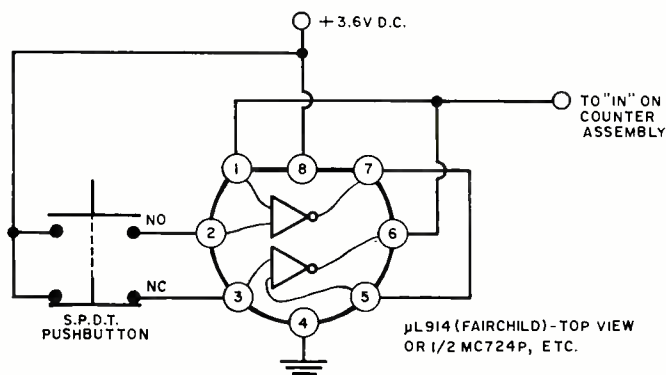 +3.6V D.C.
TO "IN" ON
COUNTER
ASSEMBLY
1
8
7
NO
2
6
NC
3
5
4
S.P.D.T.
PUSHBUTTON
µL914 (FAIRCHILD)-TOP VIEW
OR 1/2 MC724P, ETC.